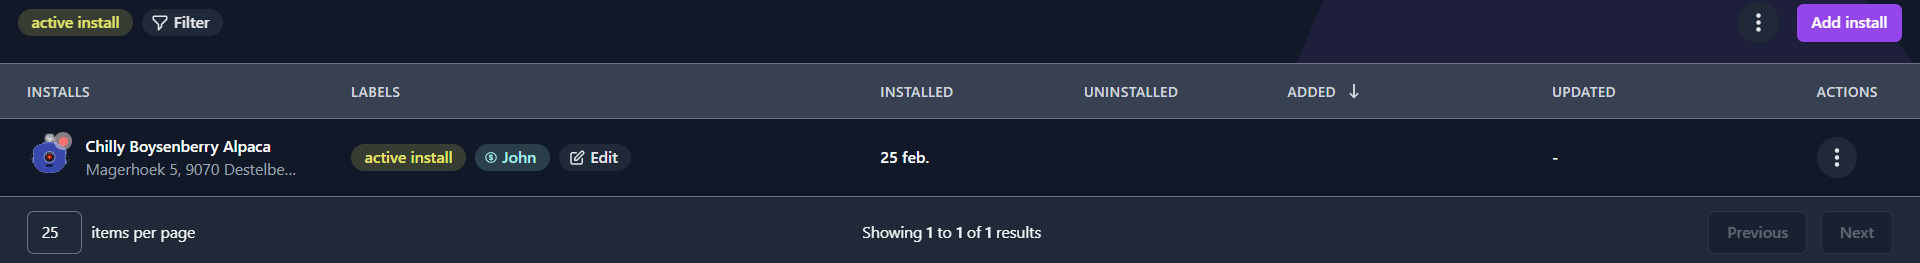 active install Filter Add install
INSTALLS LABELS INSTALLED UNINSTALLED ADDED ↓ UPDATED ACTIONS
Chilly Boysenberry Alpaca active install John Edit 25 feb. -
Magerhoek 5, 9070 Destelbe...
25 items per page Showing 1 to 1 of 1 results Previous Next